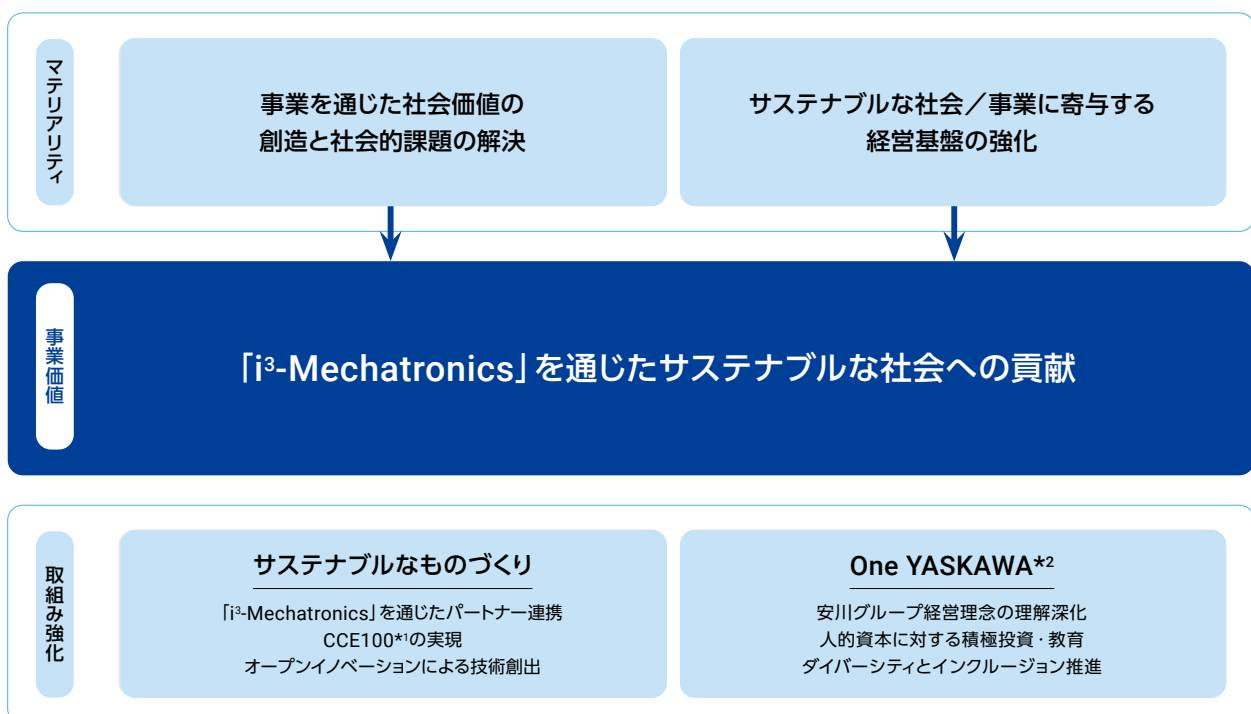 マテリアリティ
事業を通じた社会価値の
創造と社会的課題の解決
サステナブルな社会／事業に寄与する
経営基盤の強化
事業価値
「i³-Mechatronics」を通じたサステナブルな社会への貢献
取組み強化
サステナブルなものづくり
「i³-Mechatronics」を通じたパートナー連携
CCE100*¹の実現
オープンイノベーションによる技術創出
One YASKAWA*²
安川グループ経営理念の理解深化
人的資本に対する積極投資・教育
ダイバーシティとインクルージョン推進